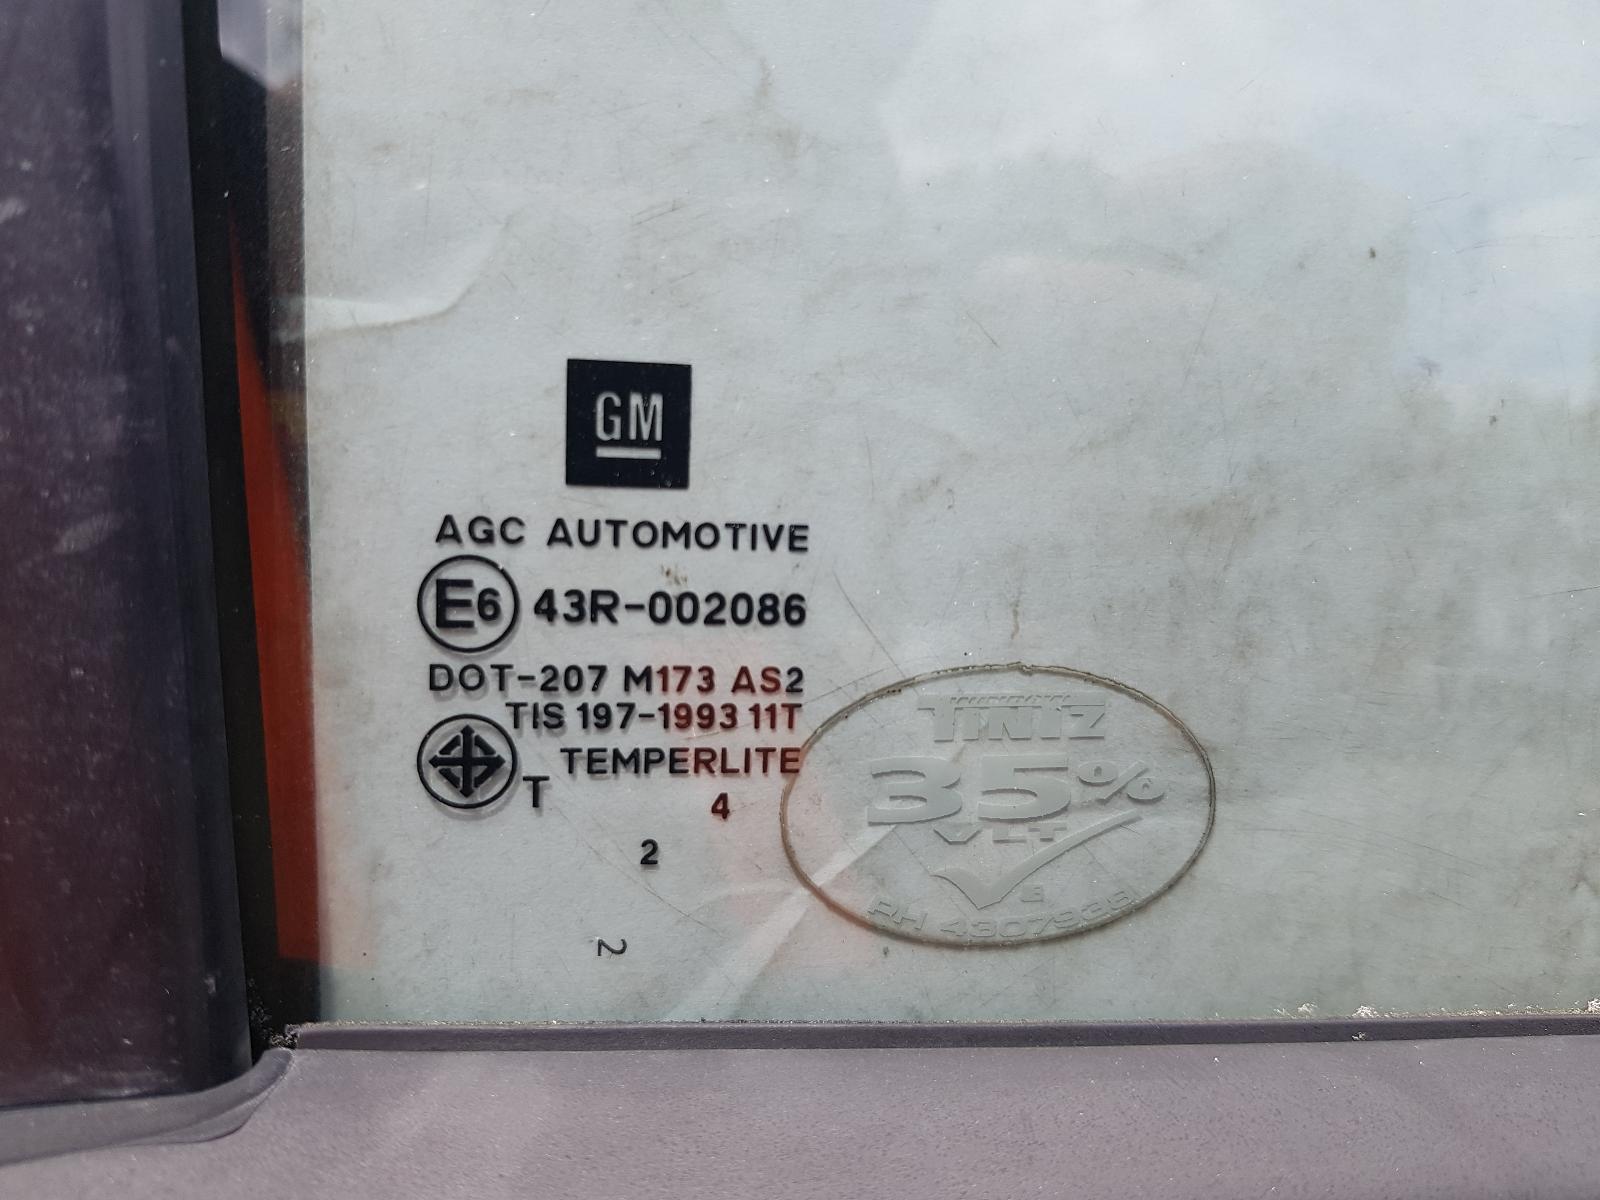 GM
AGC AUTOMOTIVE
E6 43R-002086
DOT-207 M173 AS2
TIS 197-1993 11T
T TEMPERLITE
4
2
2
TINTZ
35%
VLT